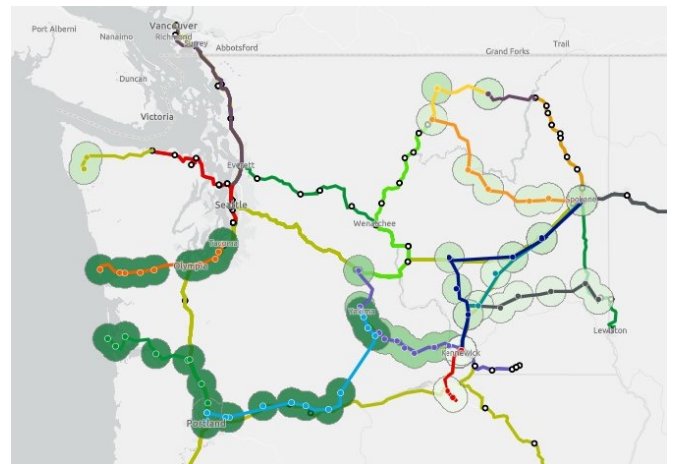 Vancouver
Port Alberni
Richmond
Nanaimo
Surrey
Abbotsford
Trail
Grand Forks
Duncan
Victoria
Everett
Seattle
Spokane
Wenatchee
Tacoma
Olympia
Yakima
Lewiston
Kennewick
Portland